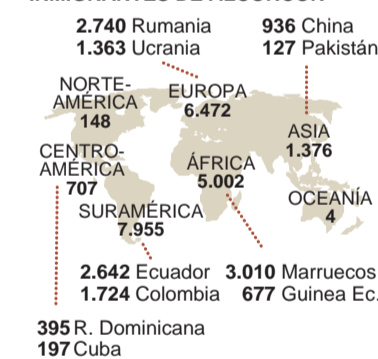 2.740 Rumania
1.363 Ucrania
936 China
127 Pakistán
NORTE-
AMÉRICA
148
EUROPA
6.472
ASIA
1.376
CENTRO-
AMÉRICA
707
ÁFRICA
5.002
OCEANÍA
4
SURAMÉRICA
7.955
2.642 Ecuador
1.724 Colombia
3.010 Marruecos
677 Guinea Ec.
395 R. Dominicana
197 Cuba